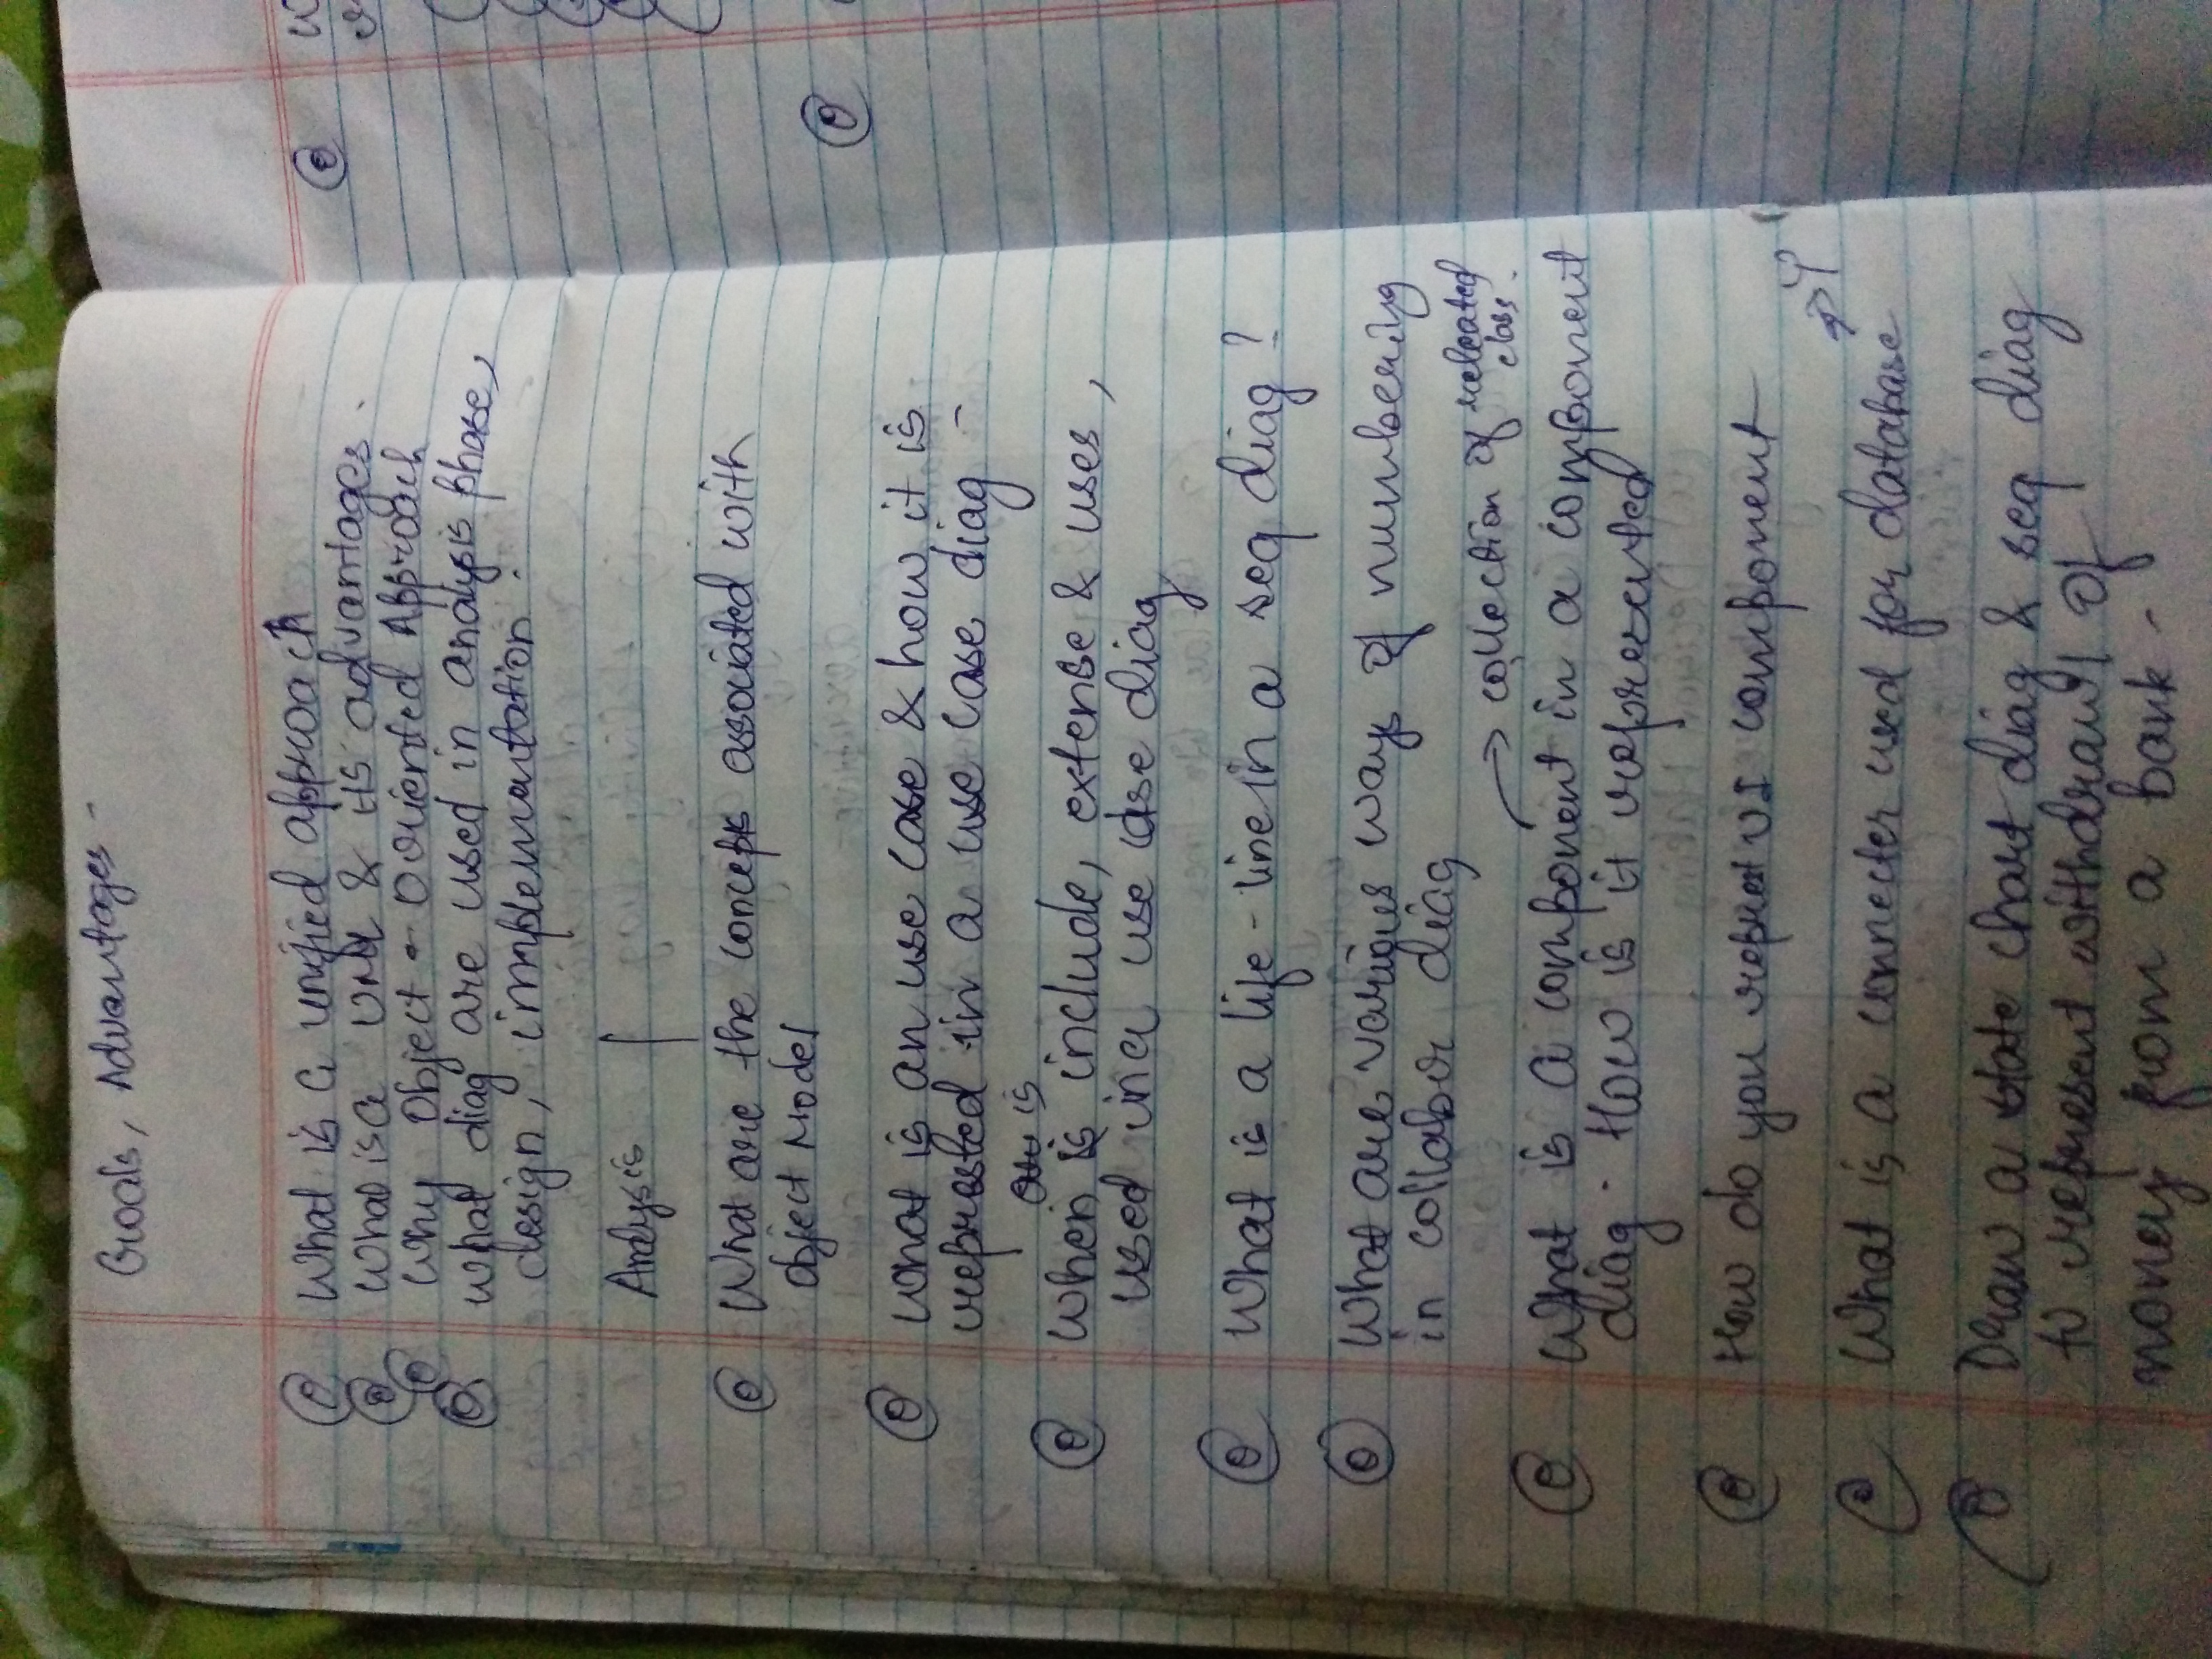 Goals, Advantages -
Q What is a unified approach
Q What is a UML & its advantages.
Q Why Object - Oriented Approach
Q What diag are used in analysis phase,
design, implementation.
Analysis
Q What are the concepts associated with
object Model
Q What is an use case & how it is
represted in a use case diag -
is
Q When is include, extense & uses,
used in a use case diag
Q What is a life - line in a seq diag ?
Q What are various ways of numbering
in collabor diag
→ collection of releated
class.
Q What is a component in a component
diag . How is it represented
Q How do you represt UI component
Q What is a connecter used for database
Q Draw a state chart diag & seq diag
to represent withdrawl of
money from a bank -